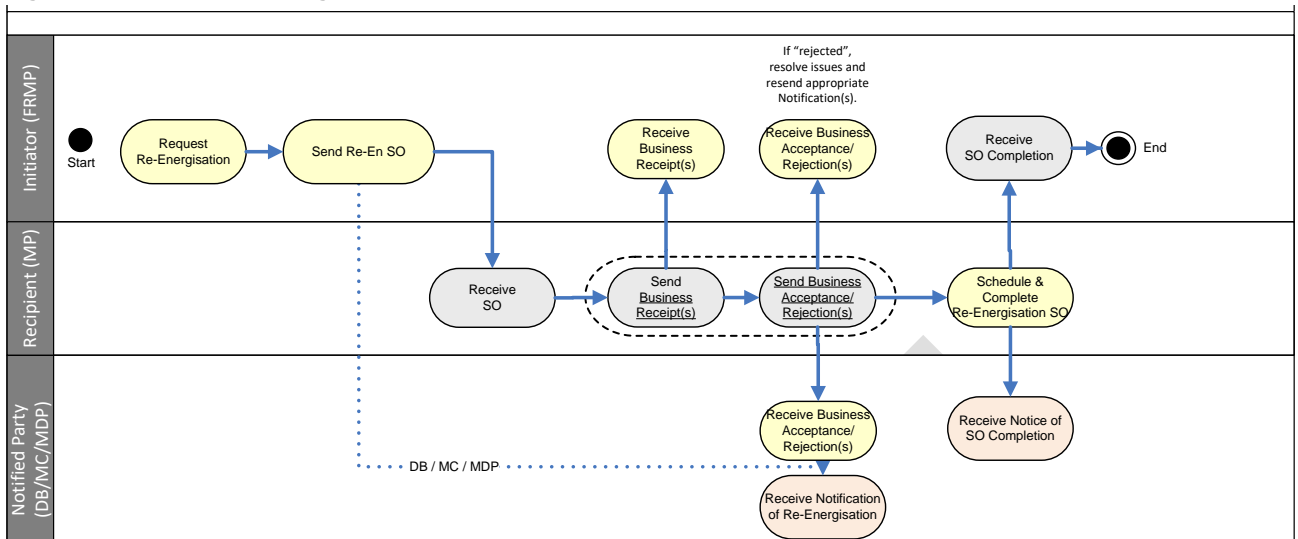 Initiator (FRMP)
Start
Request
Re-Energisation
Send Re-En SO
Receive
Business
Receipt(s)
If “rejected”,
resolve issues and
resend appropriate
Notification(s).
Receive Business
Acceptance/
Rejection(s)
Receive
SO Completion
End
Recipient (MP)
Receive
SO
Send
Business
Receipt(s)
Send Business
Acceptance/
Rejection(s)
Schedule &
Complete
Re-Energisation SO
Notified Party
(DB/MC/MDP)
DB / MC / MDP
Receive Business
Acceptance/
Rejection(s)
Receive Notification
of Re-Energisation
Receive Notice of
SO Completion